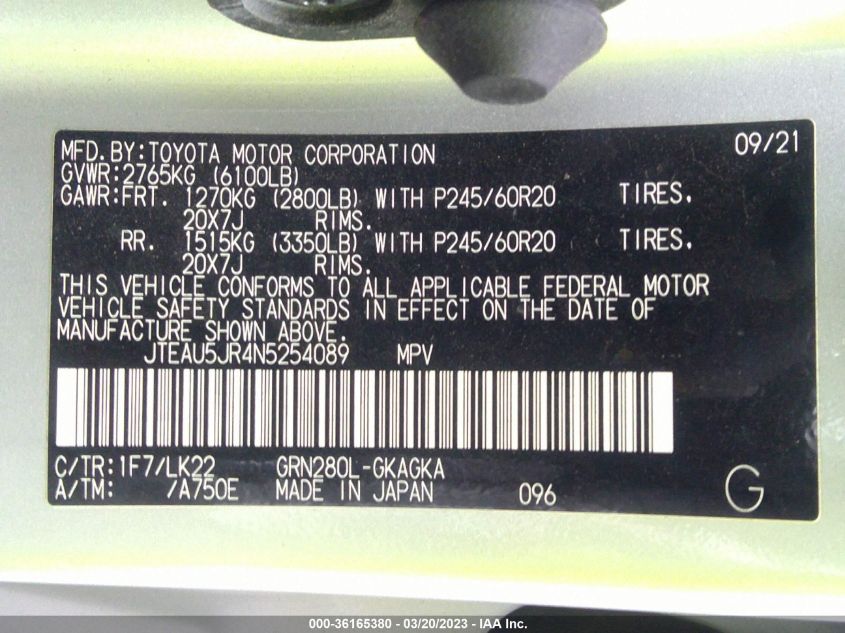 MFD.BY:TOYOTA MOTOR CORPORATION 09/21
GVWR:2765KG (6100LB)
GAWR:FRT. 1270KG (2800LB) WITH P245/60R20 TIRES.
20X7J RIMS.
RR. 1515KG (3350LB) WITH P245/60R20 TIRES.
20X7J RIMS.
THIS VEHICLE CONFORMS TO ALL APPLICABLE FEDERAL MOTOR
VEHICLE SAFETY STANDARDS IN EFFECT ON THE DATE OF
MANUFACTURE SHOWN ABOVE.
JTEAU5JR4N5254089 MPV
C/TR:1F7/LK22 GRN280L-GKAGKA
A/TM: /A750E MADE IN JAPAN 096 G
000-36165380 - 03/20/2023 - IAA Inc.